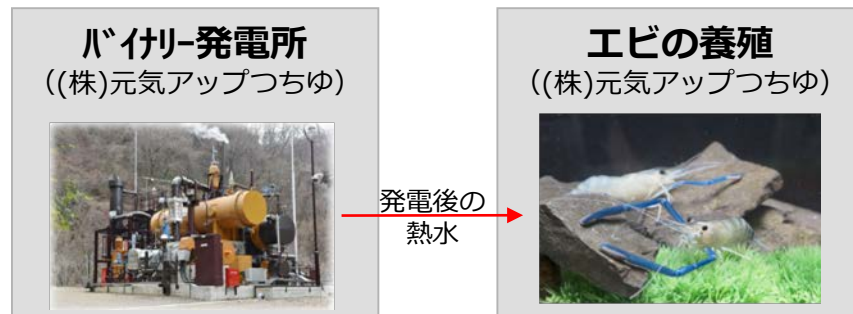 ﾊﾞｲﾅﾘｰ発電所
((株)元気アップつちゆ)
発電後の
熱水
エビの養殖
((株)元気アップつちゆ)